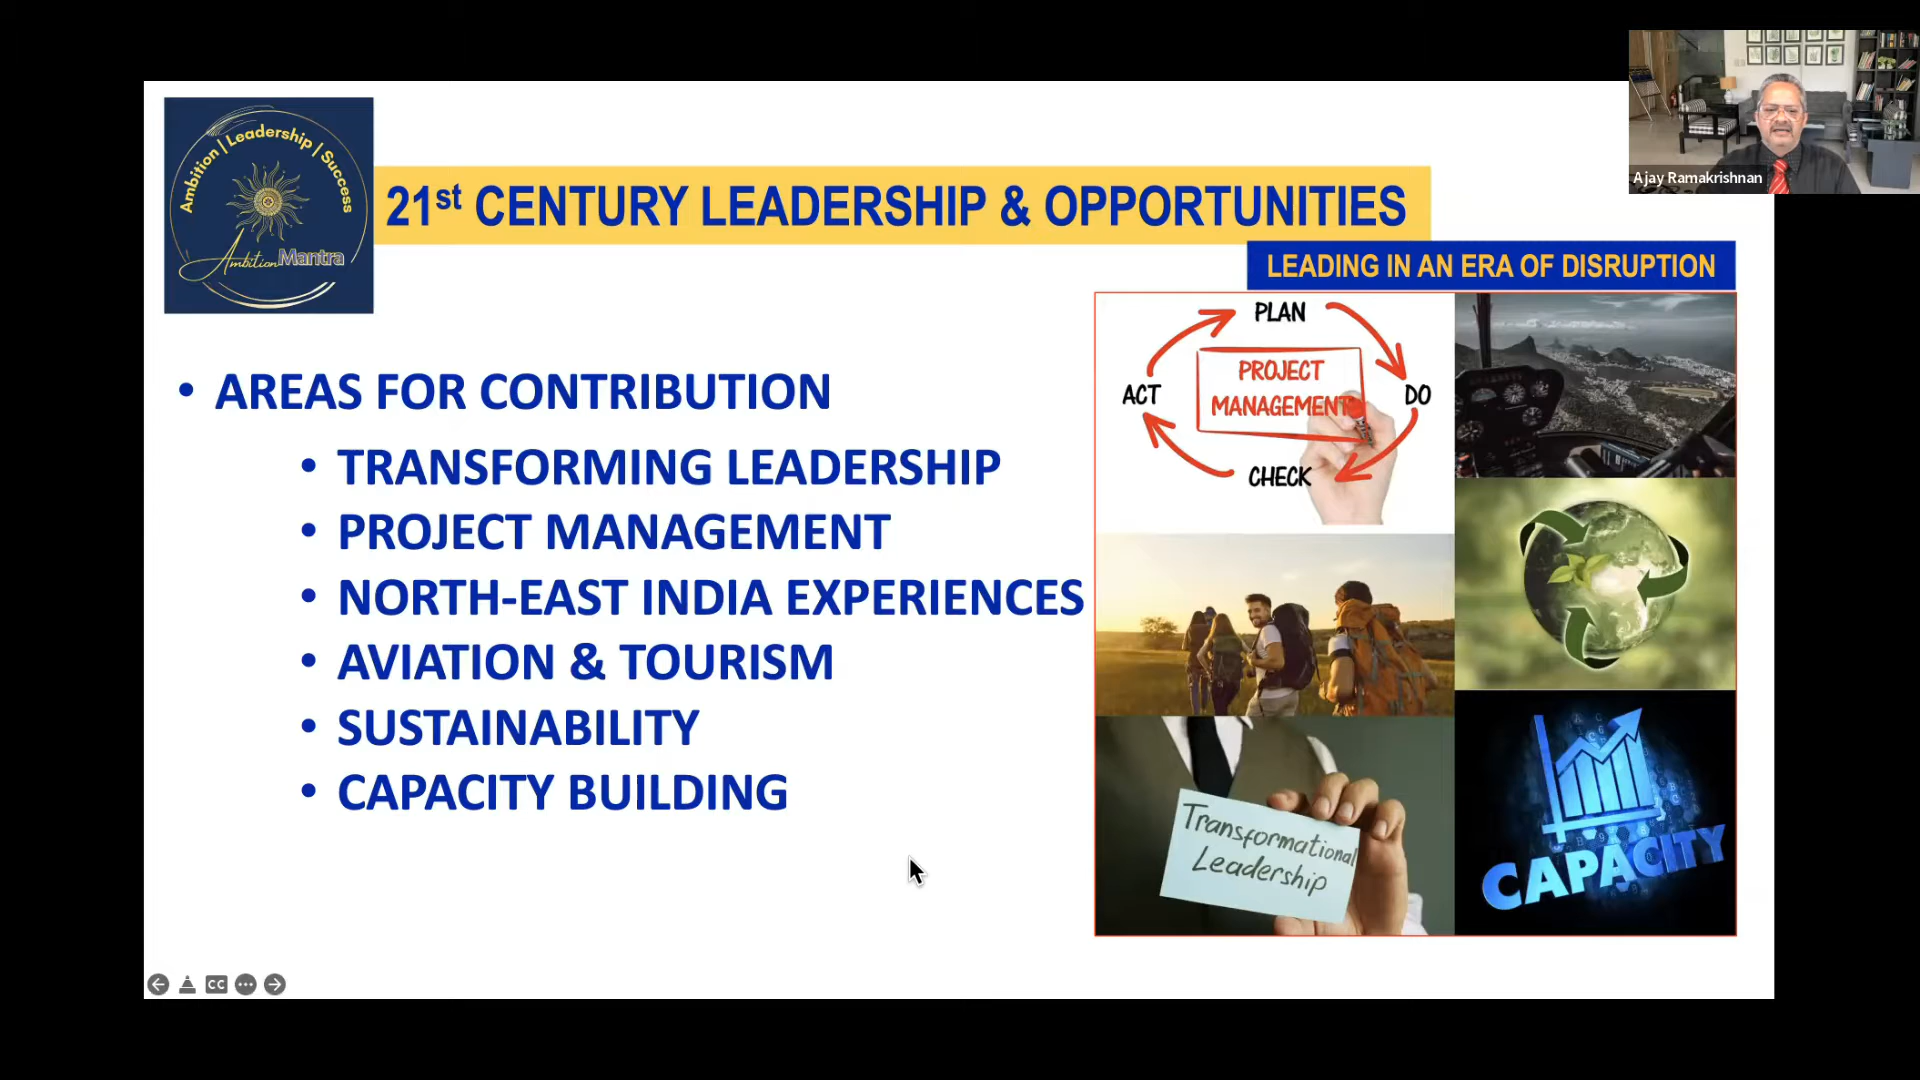 Ajay Ramakrishnan
Ambition | Leadership | Success
Ambition Mantra
21st CENTURY LEADERSHIP & OPPORTUNITIES
LEADING IN AN ERA OF DISRUPTION
• AREAS FOR CONTRIBUTION
• TRANSFORMING LEADERSHIP
• PROJECT MANAGEMENT
• NORTH-EAST INDIA EXPERIENCES
• AVIATION & TOURISM
• SUSTAINABILITY
• CAPACITY BUILDING
PLAN
PROJECT
MANAGEMENT
ACT
DO
CHECK
Transformational
Leadership
CAPACITY
CC